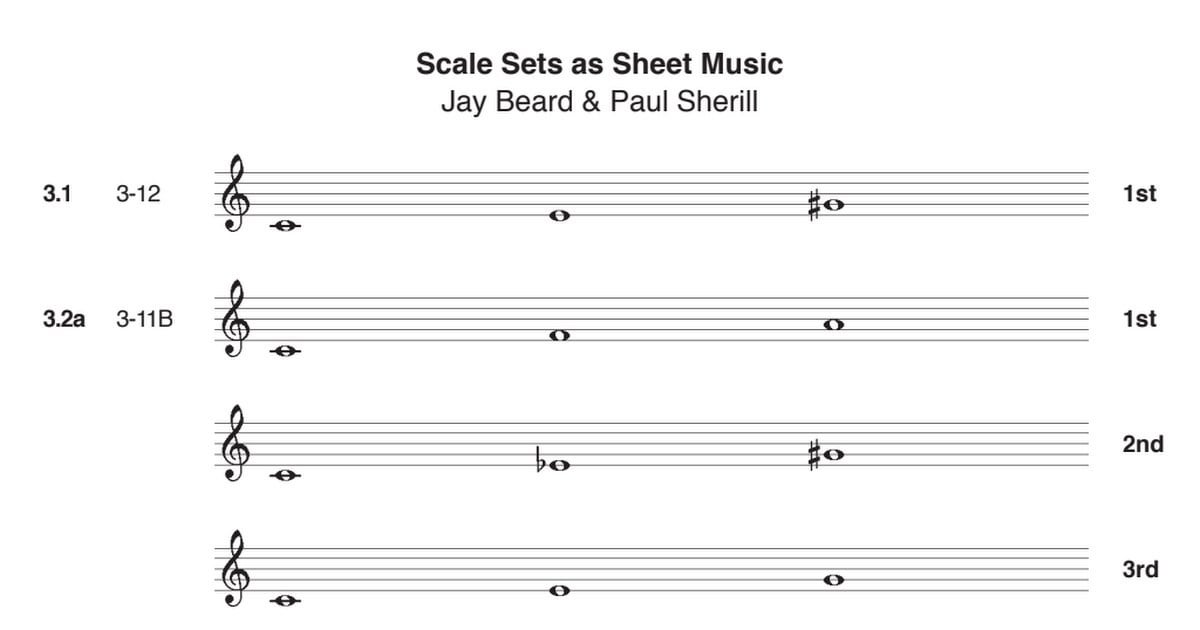 Scale Sets as Sheet Music
Jay Beard & Paul Sherill
3.1 3-12 1st
3.2a 3-11B 1st
2nd
3rd